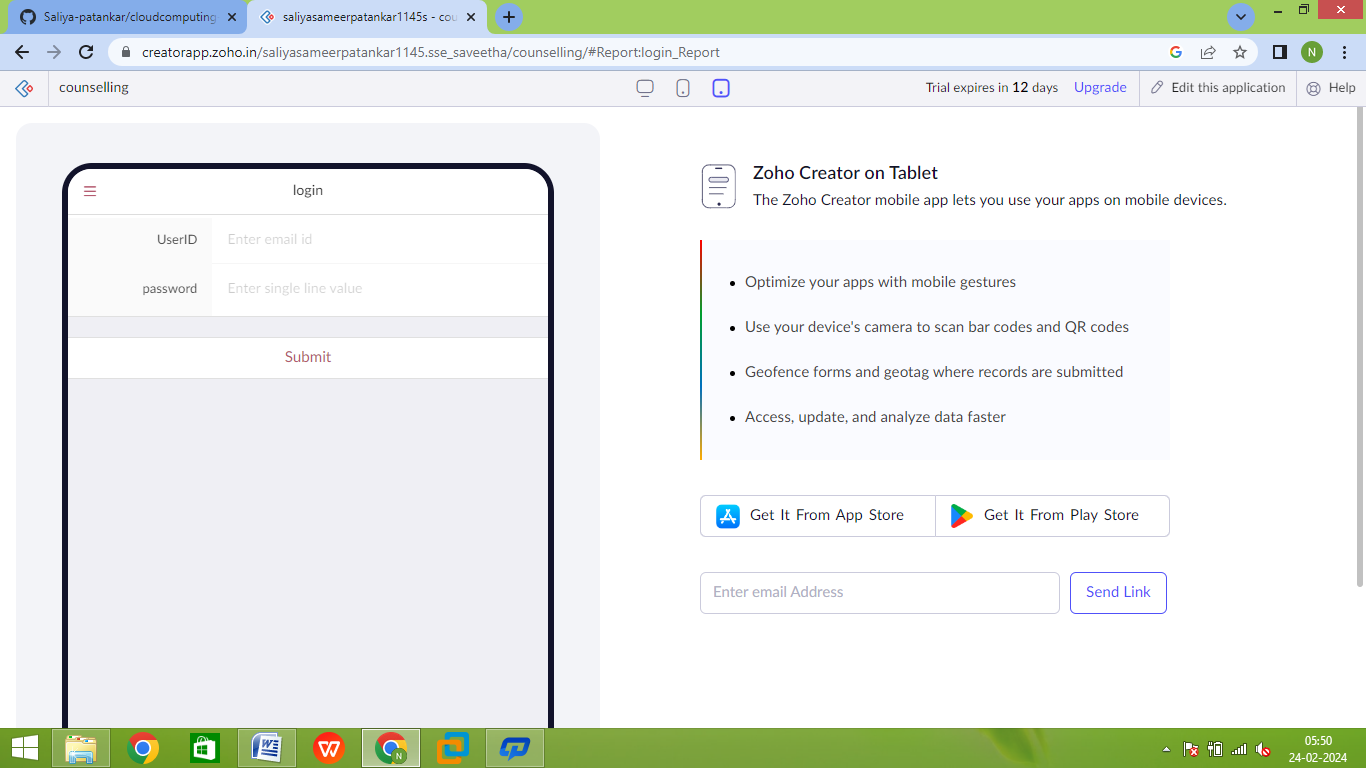 Saliya-patankar/cloudcomputing
saliyasameerpatankar1145s - cou
creatorapp.zoho.in/saliyasameerpatankar1145.sse_saveetha/counselling/#Report:login_Report
N
counselling
Trial expires in 12 days
Upgrade
Edit this application
Help
login
UserID
Enter email id
password
Enter single line value
Submit
Zoho Creator on Tablet
The Zoho Creator mobile app lets you use your apps on mobile devices.
Optimize your apps with mobile gestures
Use your device's camera to scan bar codes and QR codes
Geofence forms and geotag where records are submitted
Access, update, and analyze data faster
Get It From App Store
Get It From Play Store
Enter email Address
Send Link
05:50
24-02-2024